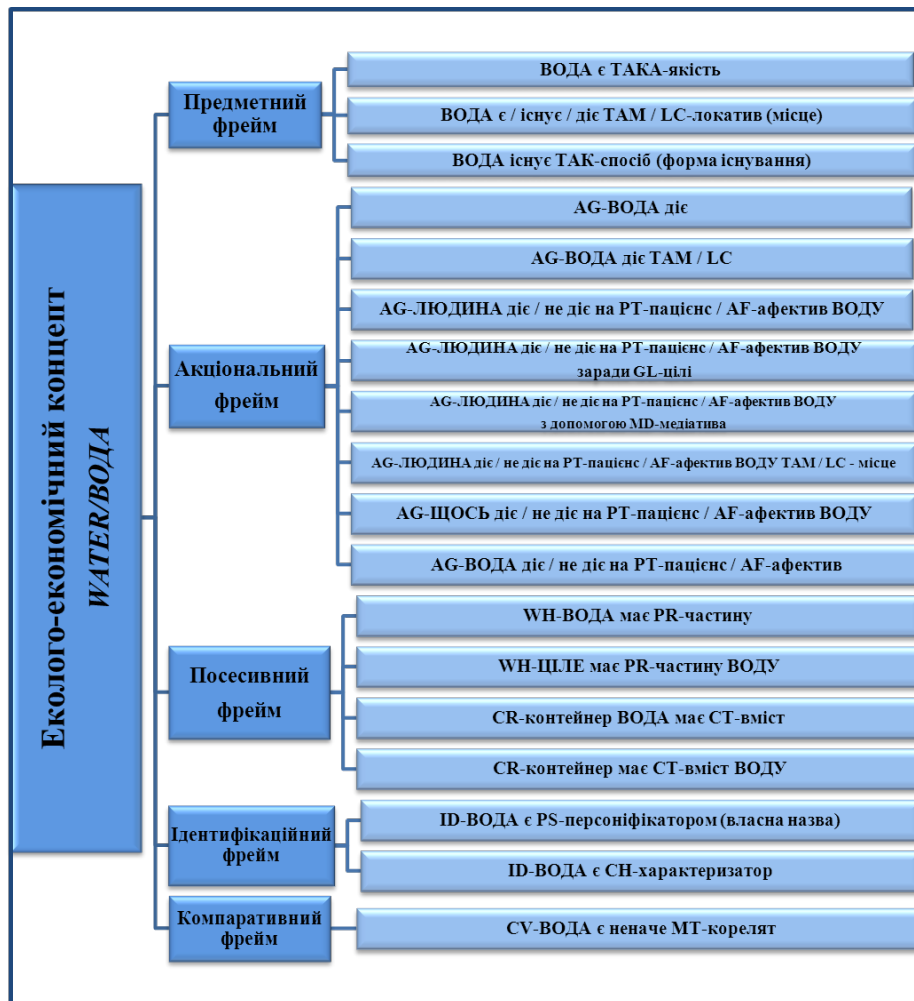 Еколого-економічний концепт
WATER/ВОДА
Предметний
фрейм
ВОДА є ТАКА-якість
ВОДА є / існує / діє ТАМ / LC-локатив (місце)
ВОДА існує ТАК-спосіб (форма існування)
Акціональний
фрейм
AG-ВОДА діє
AG-ВОДА діє ТАМ / LC
AG-ЛЮДИНА діє / не діє на PT-пацієнс / AF-афектив ВОДУ
AG-ЛЮДИНА діє / не діє на PT-пацієнс / AF-афектив ВОДУ
заради GL-цілі
AG-ЛЮДИНА діє / не діє на PT-пацієнс / AF-афектив ВОДУ
з допомогою MD-медіатива
AG-ЛЮДИНА діє / не діє на PT-пацієнс / AF-афектив ВОДУ ТАМ / LC - місце
AG-ЩОСЬ діє / не діє на PT-пацієнс / AF-афектив ВОДУ
AG-ВОДА діє / не діє на PT-пацієнс / AF-афектив
Посесивний
фрейм
WH-ВОДА має PR-частину
WH-ЦІЛЕ має PR-частину ВОДУ
CR-контейнер ВОДА має СТ-вміст
CR-контейнер має СТ-вміст ВОДУ
Ідентифікаційний
фрейм
ID-ВОДА є PS-персоніфікатором (власна назва)
ID-ВОДА є CH-характеризатор
Компаративний
фрейм
CV-ВОДА є неначе МТ-корелят